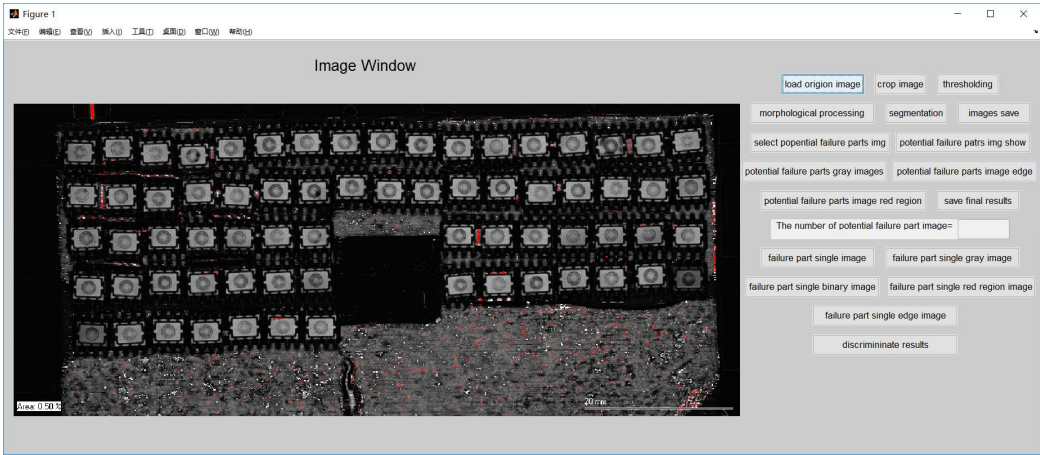 Figure 1
文件(F) 编辑(E) 查看(V) 插入(I) 工具(T) 桌面(D) 窗口(W) 帮助(H)
Image Window
load origion image crop image thresholding
morphological processing segmentation images save
select popential failure parts img potential failure patrs img show
potential failure parts gray images potential failure parts image edge
potential failure parts image red region save final results
The number of potential failure part image=
failure part single image failure part single gray image
failure part single binary image failure part single red region image
failure part single edge image
discrimininate results
Area: 0.50 %
20 mm